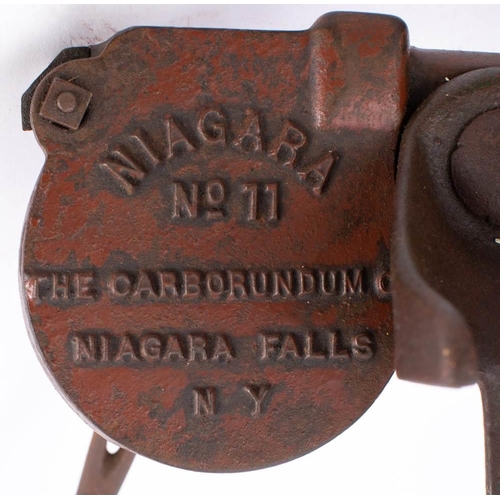 NIAGARA
No 11
THE CARBORUNDUM C
NIAGARA FALLS
N Y